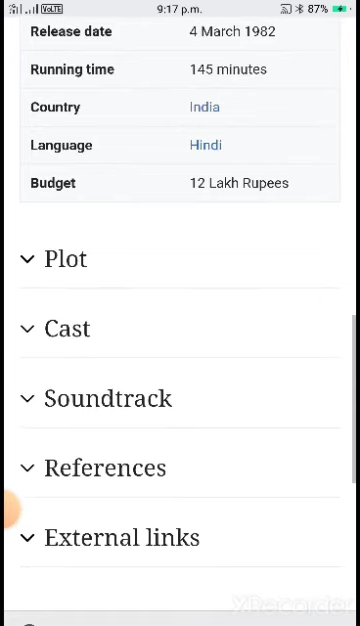 VoLTE 9:17 p.m. 87%
Release date 4 March 1982
Running time 145 minutes
Country India
Language Hindi
Budget 12 Lakh Rupees
Plot
Cast
Soundtrack
References
External links
XRecorder